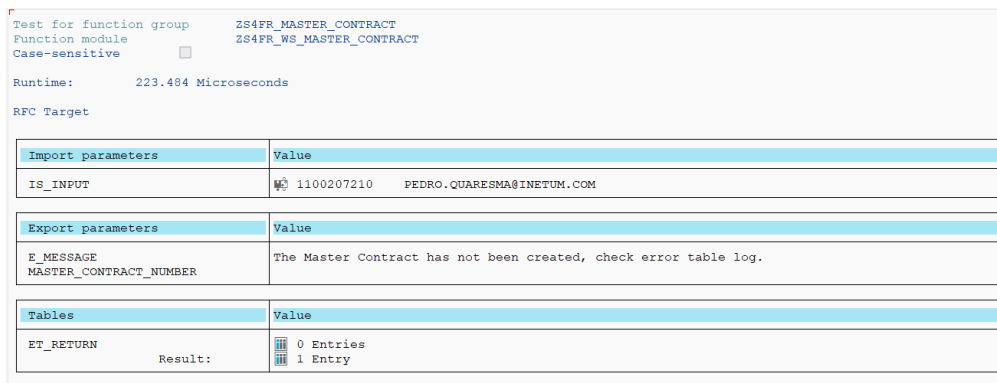 Test for function group ZS4FR_MASTER_CONTRACT
Function module ZS4FR_WS_MASTER_CONTRACT
Case-sensitive
Runtime: 223.484 Microseconds
RFC Target
Import parameters Value
IS_INPUT 1100207210 PEDRO.QUARESMA@INETUM.COM
Export parameters Value
E_MESSAGE The Master Contract has not been created, check error table log.
MASTER_CONTRACT_NUMBER
Tables Value
ET_RETURN 0 Entries
Result: 1 Entry